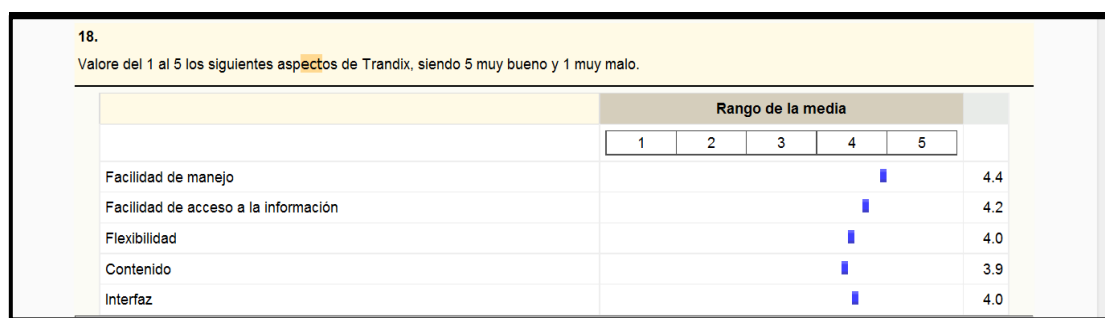 18.
Valore del 1 al 5 los siguientes aspectos de Trandix, siendo 5 muy bueno y 1 muy malo.
Rango de la media
1 2 3 4 5
Facilidad de manejo 4.4
Facilidad de acceso a la información 4.2
Flexibilidad 4.0
Contenido 3.9
Interfaz 4.0